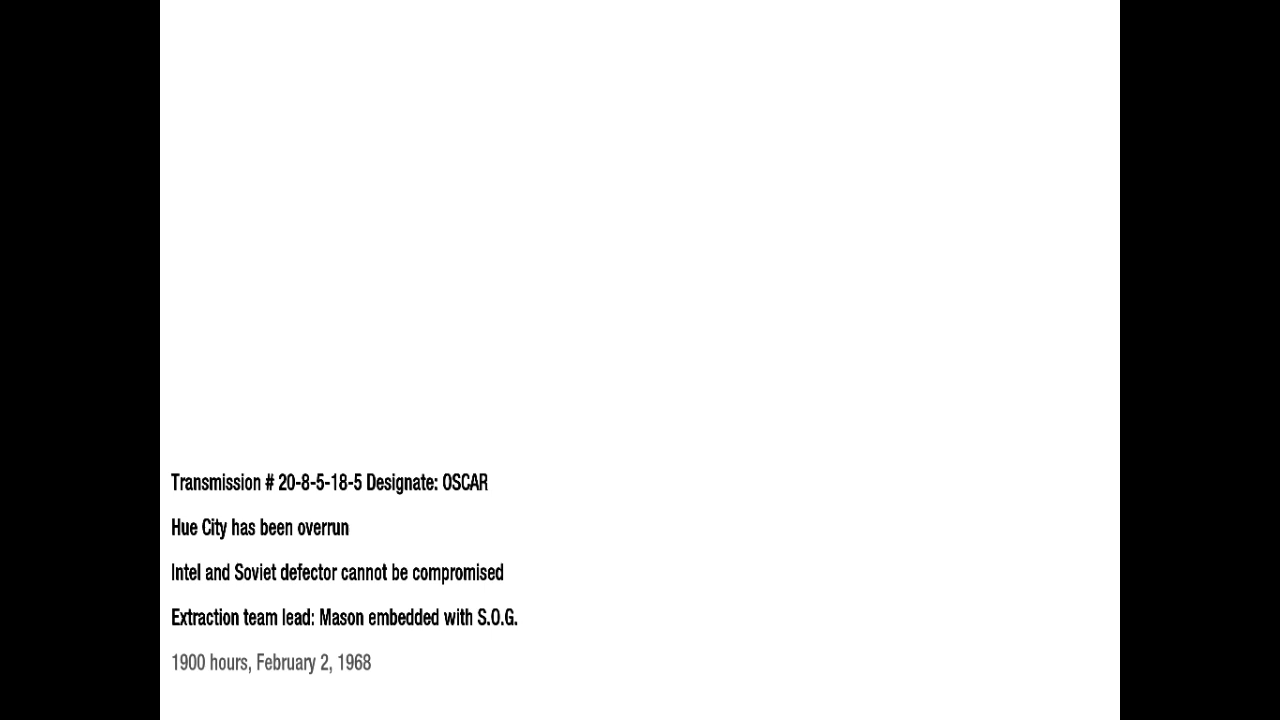 Transmission # 20-8-5-18-5 Designate: OSCAR
Hue City has been overrun
Intel and Soviet defector cannot be compromised
Extraction team lead: Mason embedded with S.O.G.
1900 hours, February 2, 1968